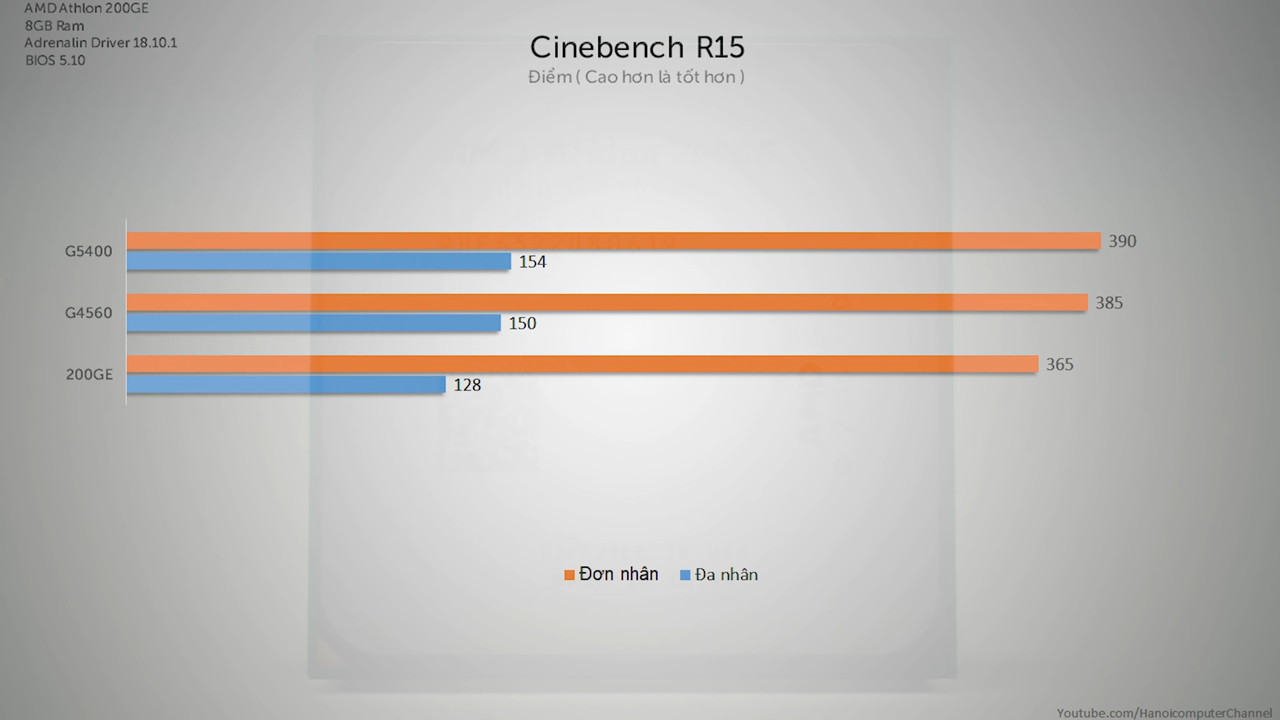 AMD Athlon 200GE
8GB Ram
Adrenalin Driver 18.10.1
BIOS 5.10
Cinebench R15
Điểm ( Cao hơn là tốt hơn )
G5400
390
154
G4560
385
150
200GE
365
128
Đơn nhân Đa nhân
Youtube.com/HanoicomputerChannel